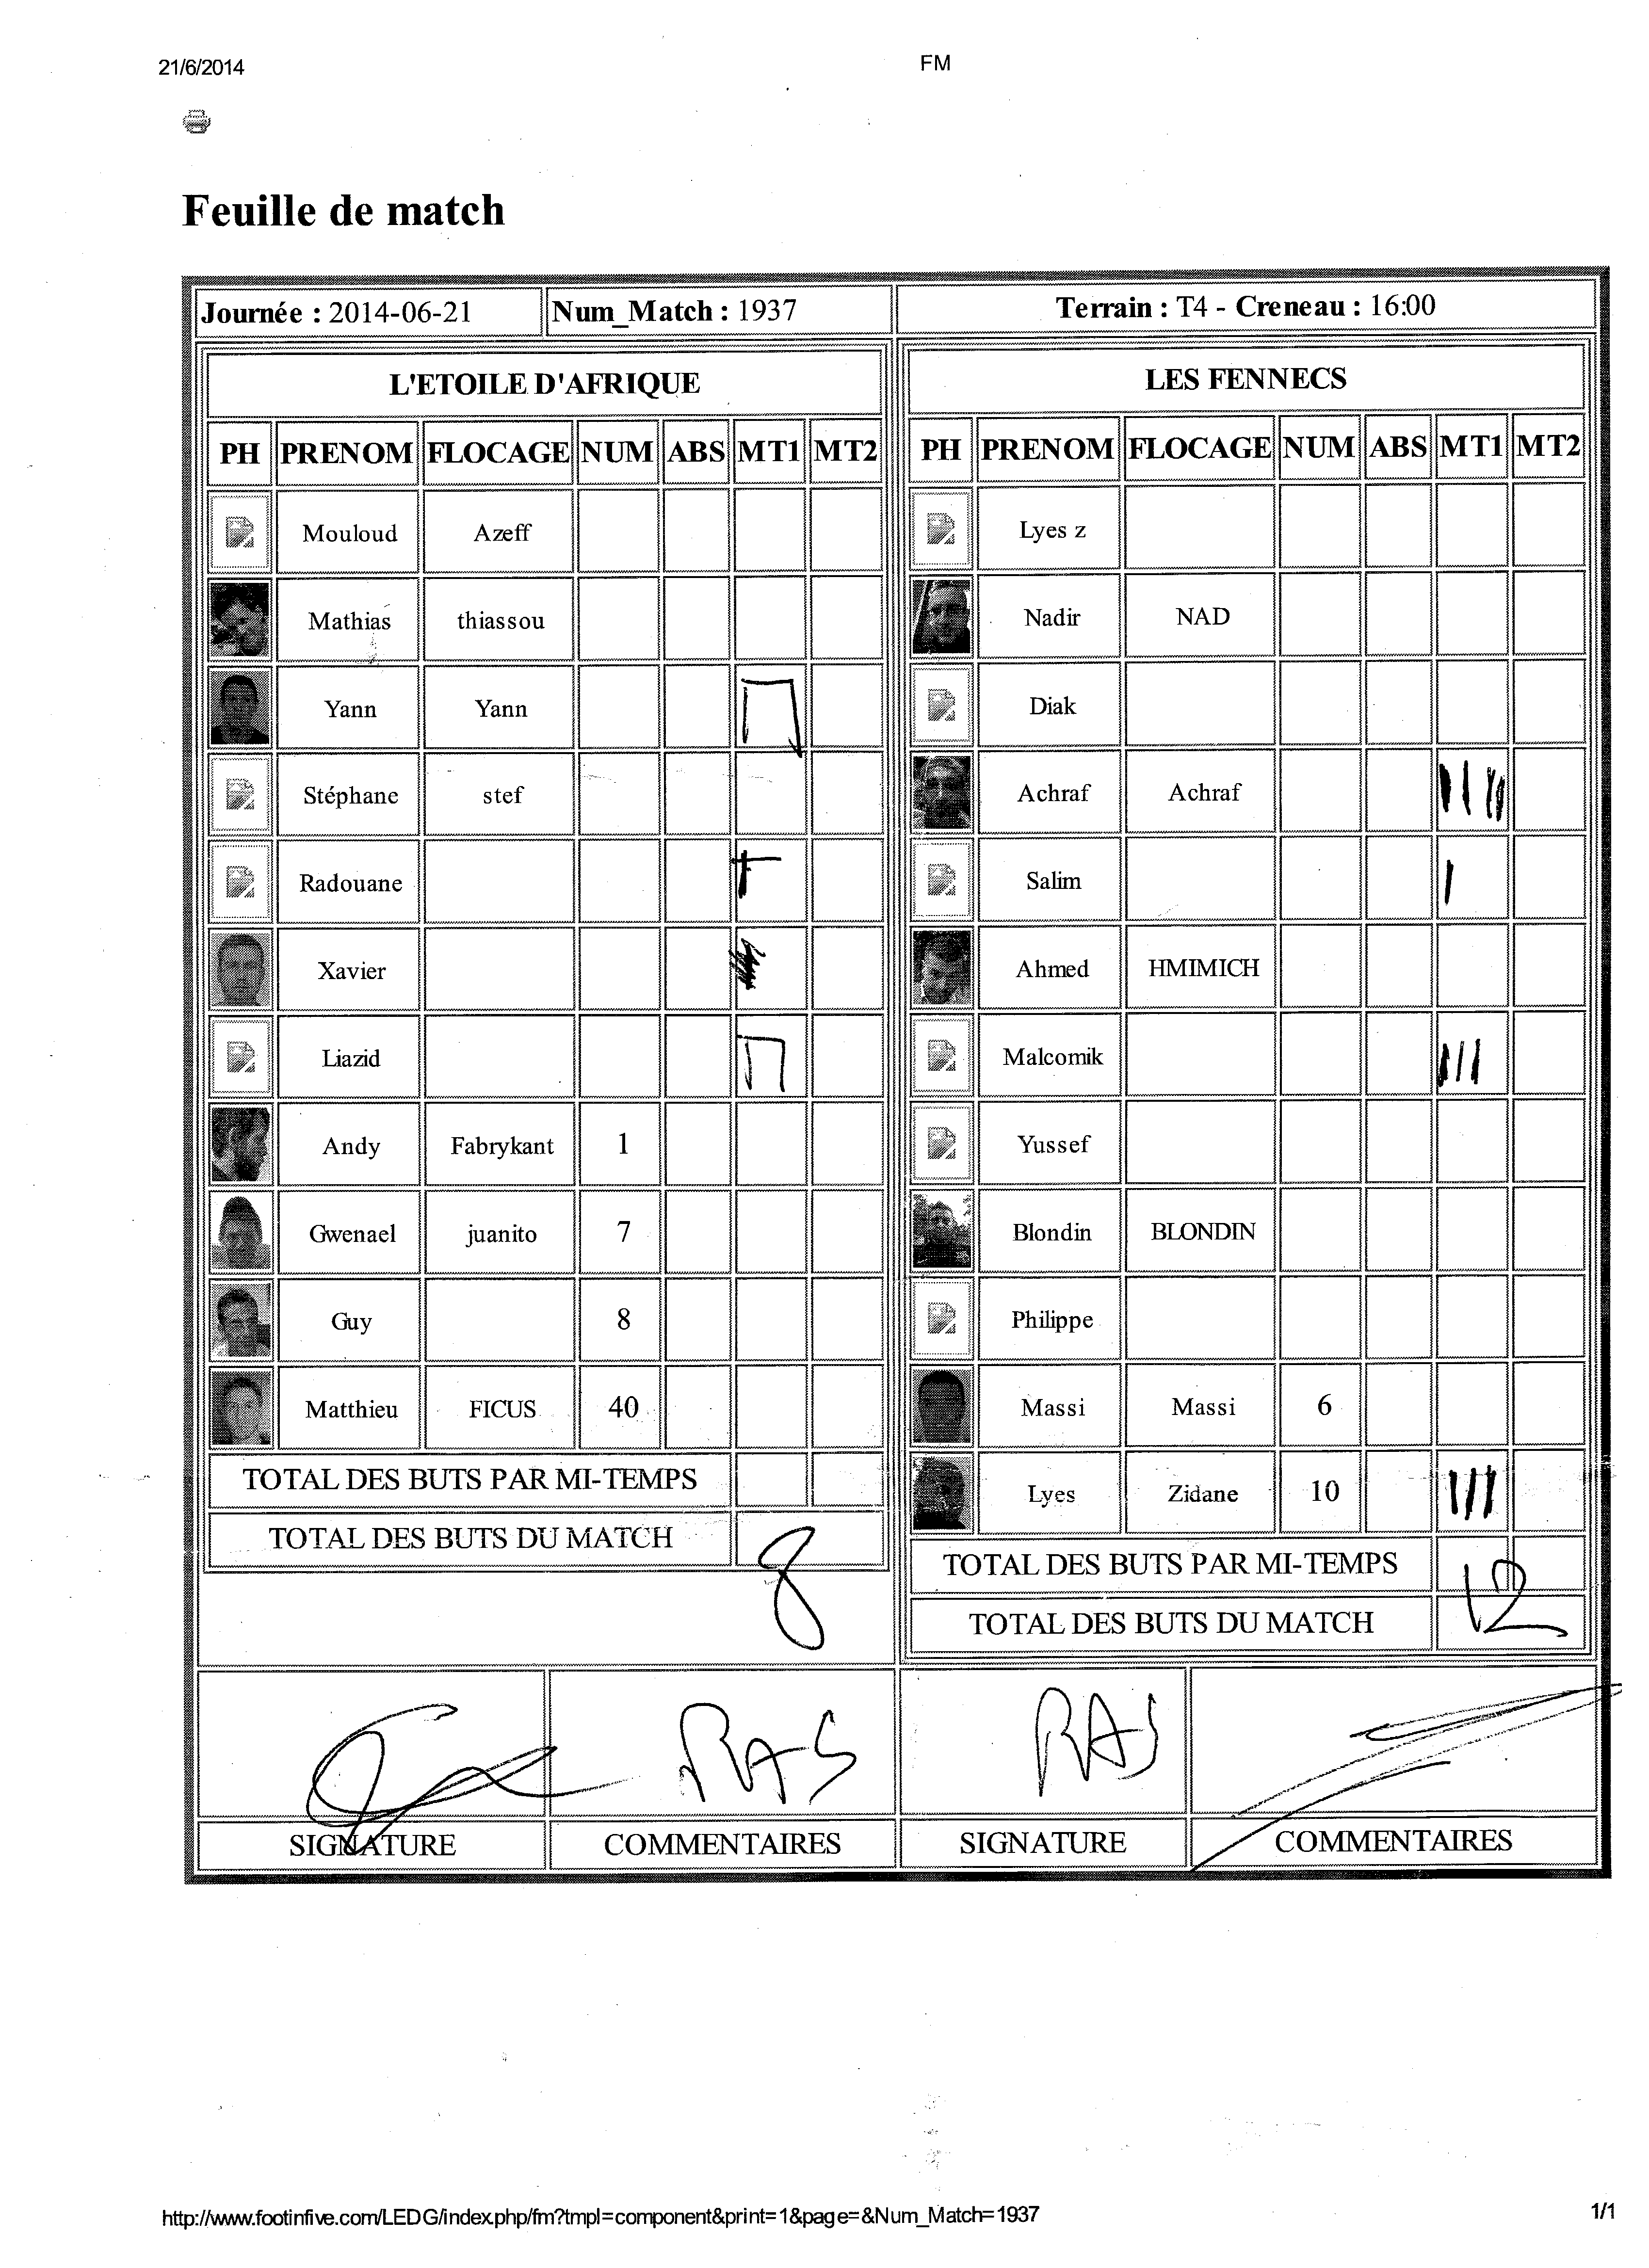 21/6/2014 FM
Feuille de match
Journée : 2014-06-21 Num_Match : 1937 Terrain : T4 - Creneau : 16:00
L'ETOILE D'AFRIQUE
PH PRENOM FLOCAGE NUM ABS MT1 MT2
Mouloud Azeff
Mathias thiassou
Yann Yann
Stéphane stef
Radouane
Xavier
Liazid
Andy Fabrykant 1
Gwenael juanito 7
Guy 8
Matthieu FICUS 40
TOTAL DES BUTS PAR MI-TEMPS
TOTAL DES BUTS DU MATCH 8
LES FENNECS
PH PRENOM FLOCAGE NUM ABS MT1 MT2
Lyes z
Nadir NAD
Diak
Achraf Achraf
Salim |
Ahmed HMIMICH
Malcomik |||
Yussef
Blondin BLONDIN
Philippe
Massi Massi 6
Lyes Zidane 10 |||
TOTAL DES BUTS PAR MI-TEMPS
TOTAL DES BUTS DU MATCH 12
RAS RAS
SIGNATURE COMMENTAIRES SIGNATURE COMMENTAIRES
http://www.footinfive.com/LEDG/index.php/fm?tmpl=component&print=1&page=&Num_Match=1937 1/1